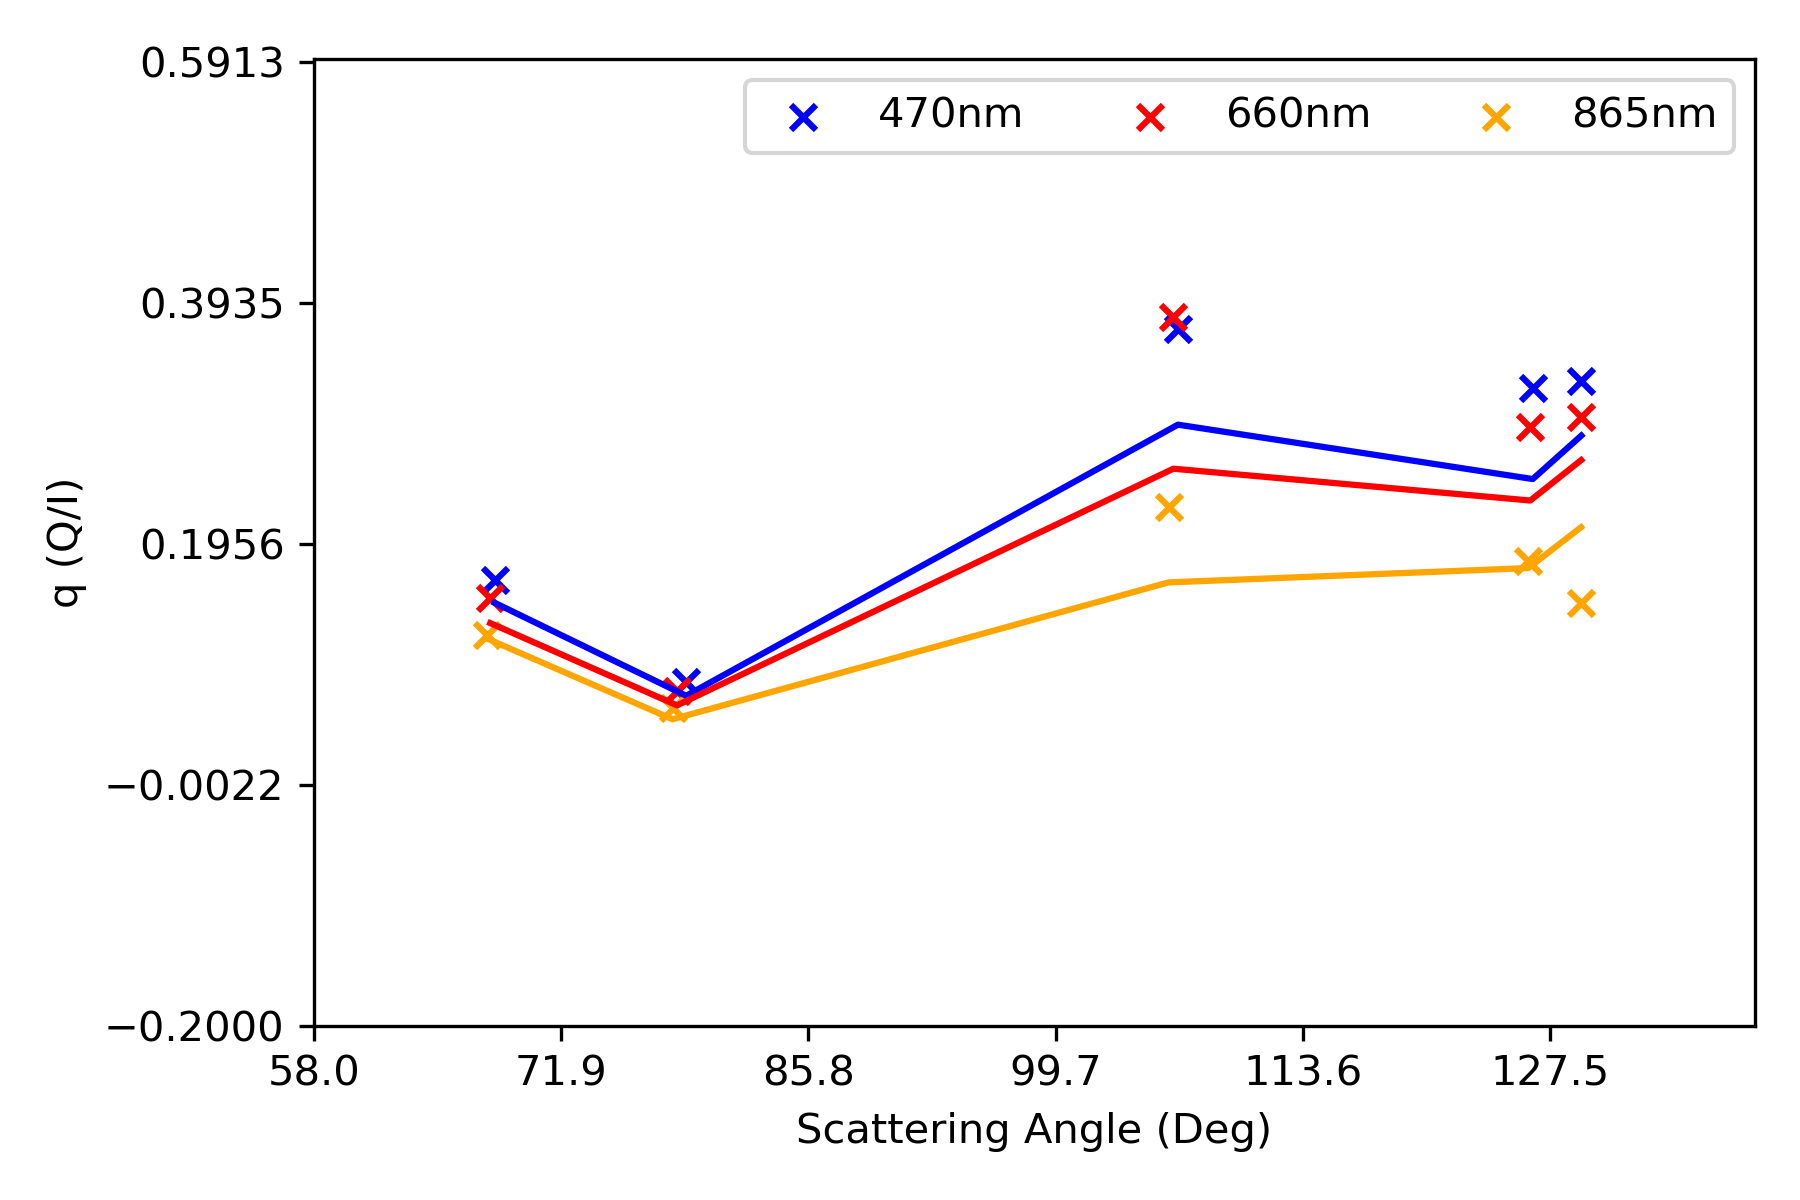 0.5913
470nm 660nm 865nm
0.3935
0.1956
−0.0022
−0.2000
q (Q/I)
58.0 71.9 85.8 99.7 113.6 127.5
Scattering Angle (Deg)